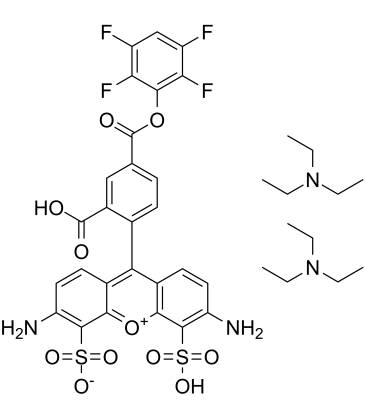 F F
F F
O O
HO
O
N
N
H₂N O⁺ NH₂
O=S=O O=S=O
O⁻ OH